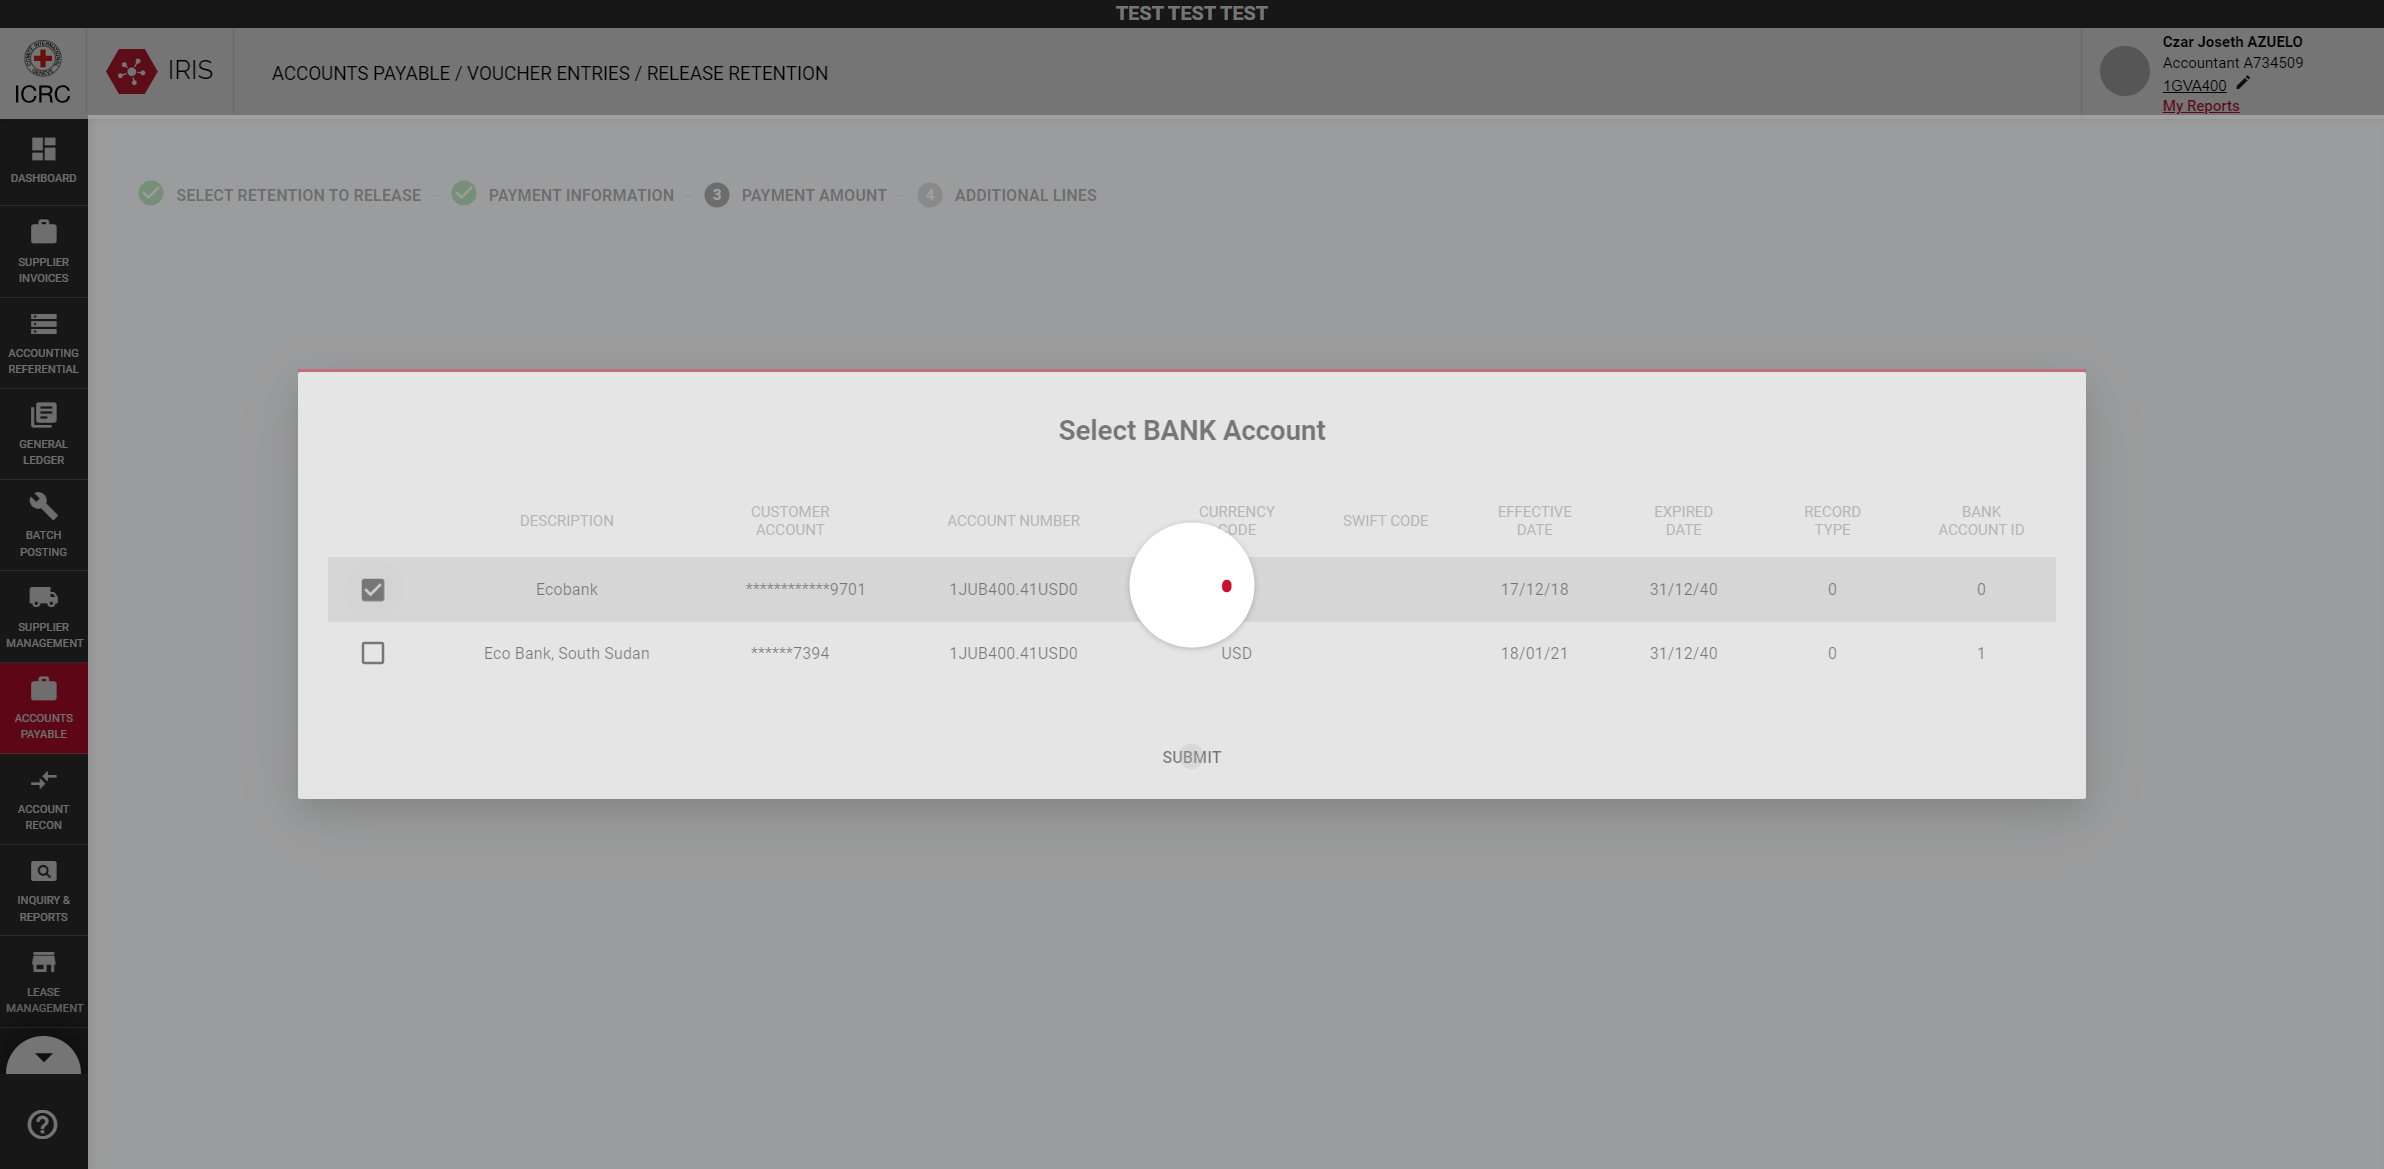 TEST TEST TEST
ICRC
IRIS
ACCOUNTS PAYABLE / VOUCHER ENTRIES / RELEASE RETENTION
Czar Joseth AZUELO
Accountant A734509
1GVA400
My Reports
DASHBOARD
SUPPLIER
INVOICES
ACCOUNTING
REFERENTIAL
GENERAL
LEDGER
BATCH
POSTING
SUPPLIER
MANAGEMENT
ACCOUNTS
PAYABLE
ACCOUNT
RECON
INQUIRY &
REPORTS
LEASE
MANAGEMENT
SELECT RETENTION TO RELEASE
PAYMENT INFORMATION
3 PAYMENT AMOUNT
4 ADDITIONAL LINES
Select BANK Account
DESCRIPTION
CUSTOMER
ACCOUNT
ACCOUNT NUMBER
CURRENCY
CODE
SWIFT CODE
EFFECTIVE
DATE
EXPIRED
DATE
RECORD
TYPE
BANK
ACCOUNT ID
Ecobank ************9701 1JUB400.41USD0 17/12/18 31/12/40 0 0
Eco Bank, South Sudan ******7394 1JUB400.41USD0 USD 18/01/21 31/12/40 0 1
SUBMIT